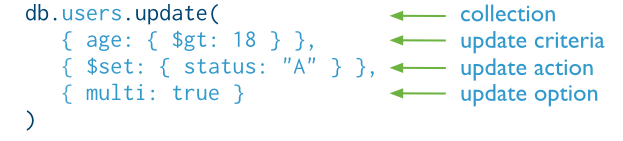 db.users.update( collection
{ age: { $gt: 18 } }, update criteria
{ $set: { status: "A" } }, update action
{ multi: true } update option
)